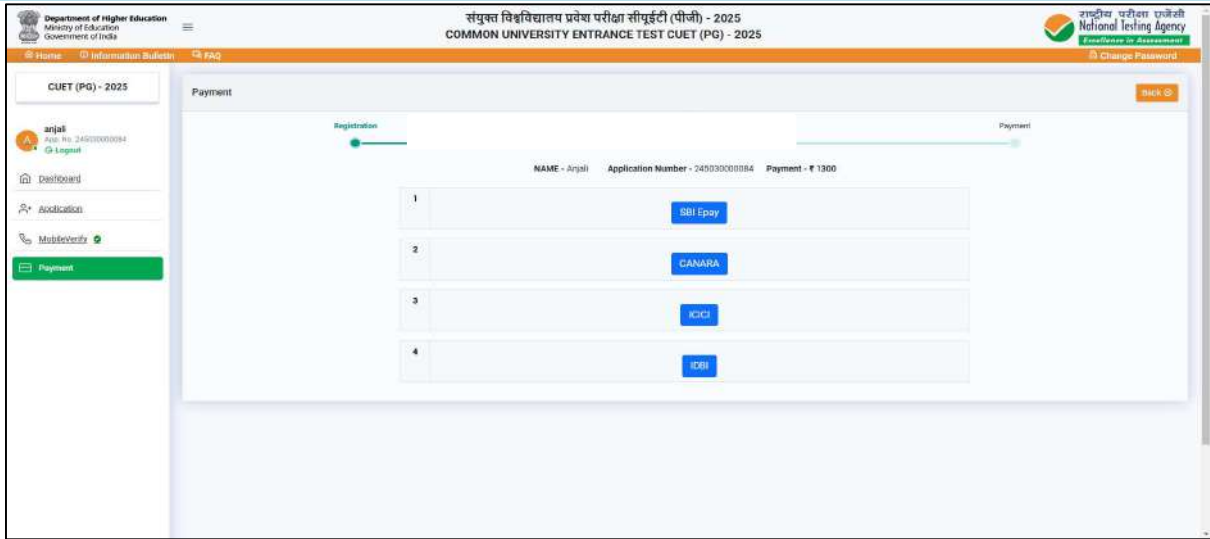 Department of Higher Education
Ministry of Education
Government of India
संयुक्त विश्वविद्यालय प्रवेश परीक्षा सीयूईटी (पीजी) - 2025
COMMON UNIVERSITY ENTRANCE TEST CUET (PG) - 2025
राष्ट्रीय परीक्षा एजेंसी
National Testing Agency
Excellence in Assessment
Home Information Bulletin FAQ Change Password
CUET (PG) - 2025
Payment
Back
A
anjali
App. No. 245030000084
Logout
Dashboard
Application
MobileVerify
Payment
Registration
Payment
NAME - Anjali Application Number - 245030000084 Payment - ₹ 1300
1 SBI Epay
2 CANARA
3 ICICI
4 IDBI